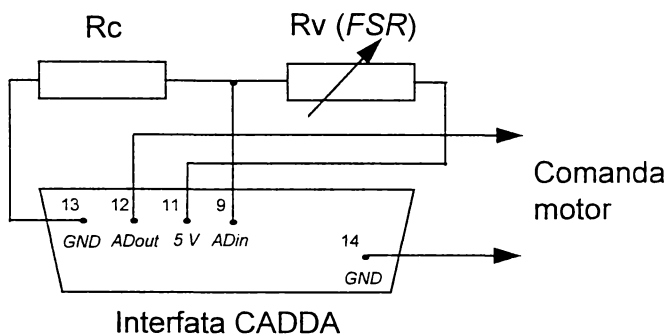 Rc
Rv (FSR)
13 12 11 9
GND ADout 5 V ADin
14
GND
Comanda
motor
Interfata CADDA